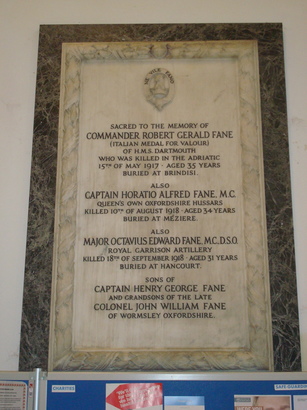 SACRED TO THE MEMORY OF
COMMANDER ROBERT GERALD FANE
(ITALIAN MEDAL FOR VALOUR)
OF H.M.S. DARTMOUTH
WHO WAS KILLED IN THE ADRIATIC
15TH OF MAY 1917 · AGED 35 YEARS
BURIED AT BRINDISI.
ALSO
CAPTAIN HORATIO ALFRED FANE, M.C.
QUEEN'S OWN OXFORDSHIRE HUSSARS
KILLED 10TH OF AUGUST 1918 · AGED 34 YEARS
BURIED AT MÉZIERE.
ALSO
MAJOR OCTAVIUS EDWARD FANE, M.C. D.S.O.
ROYAL GARRISON ARTILLERY
KILLED 18TH OF SEPTEMBER 1918 · AGED 31 YEARS
BURIED AT HANCOURT.
SONS OF
CAPTAIN HENRY GEORGE FANE
AND GRANDSONS OF THE LATE
COLONEL JOHN WILLIAM FANE
OF WORMSLEY OXFORDSHIRE.
CHARITIES
SAFE-GUARDING